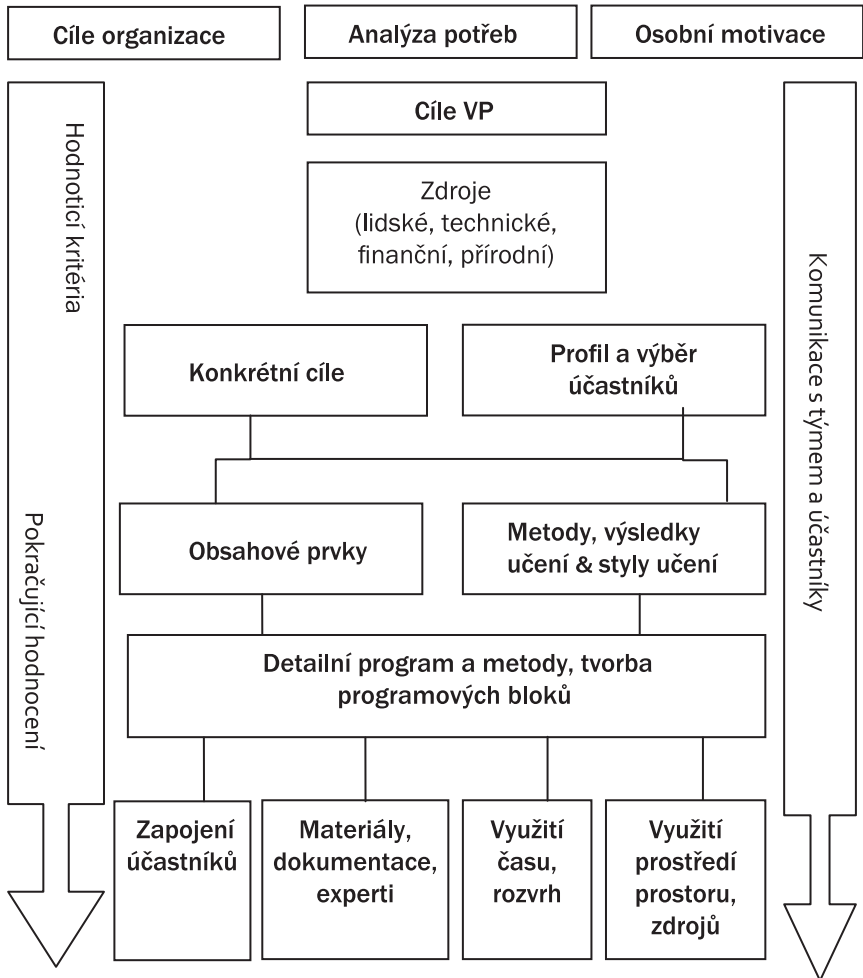 Cíle organizace
Analýza potřeb
Osobní motivace
Cíle VP
Hodnoticí kritéria
Zdroje
(lidské, technické,
finanční, přírodní)
Komunikace s týmem a účastníky
Konkrétní cíle
Profil a výběr
účastníků
Pokračující hodnocení
Obsahové prvky
Metody, výsledky
učení & styly učení
Detailní program a metody, tvorba
programových bloků
Zapojení
účastníků
Materiály,
dokumentace,
experti
Využití
času,
rozvrh
Využití
prostředí
prostoru,
zdrojů